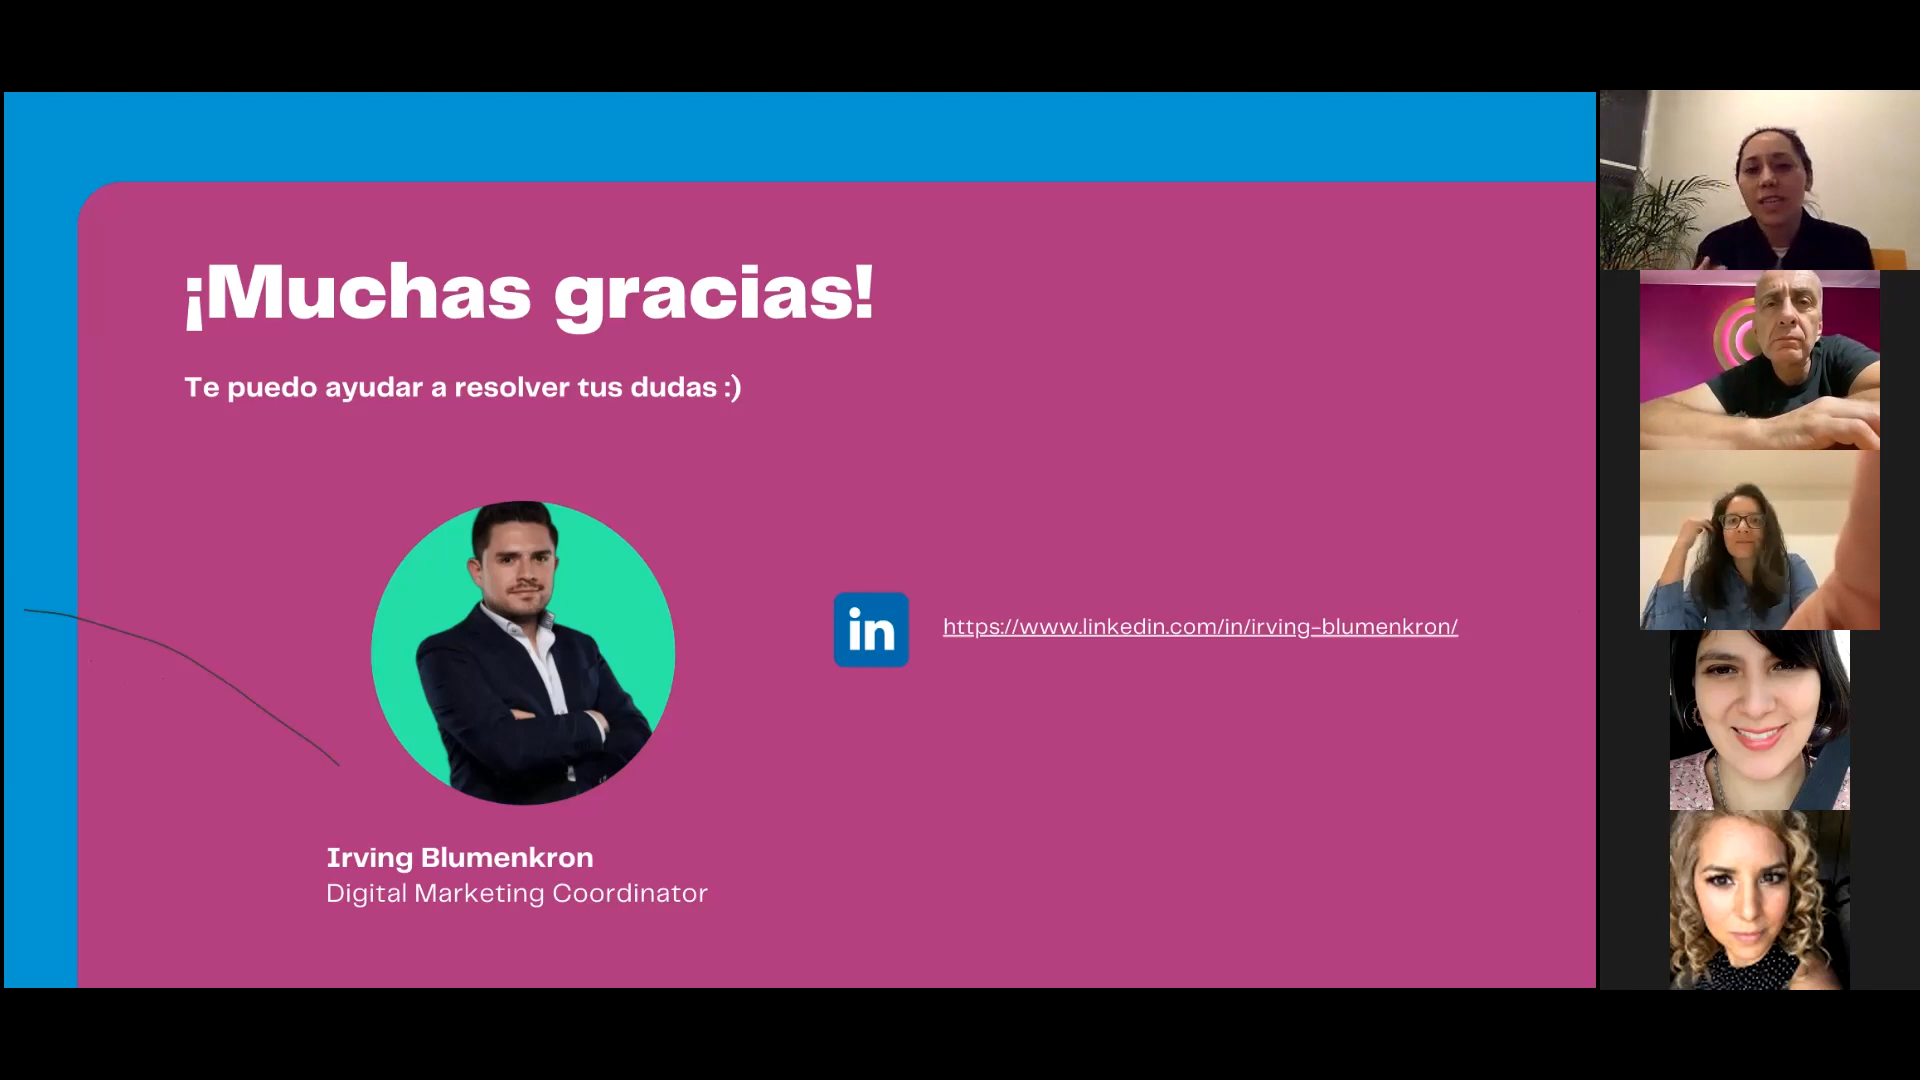 ¡Muchas gracias!
Te puedo ayudar a resolver tus dudas :)
in
https://www.linkedin.com/in/irving-blumenkron/
Irving Blumenkron
Digital Marketing Coordinator